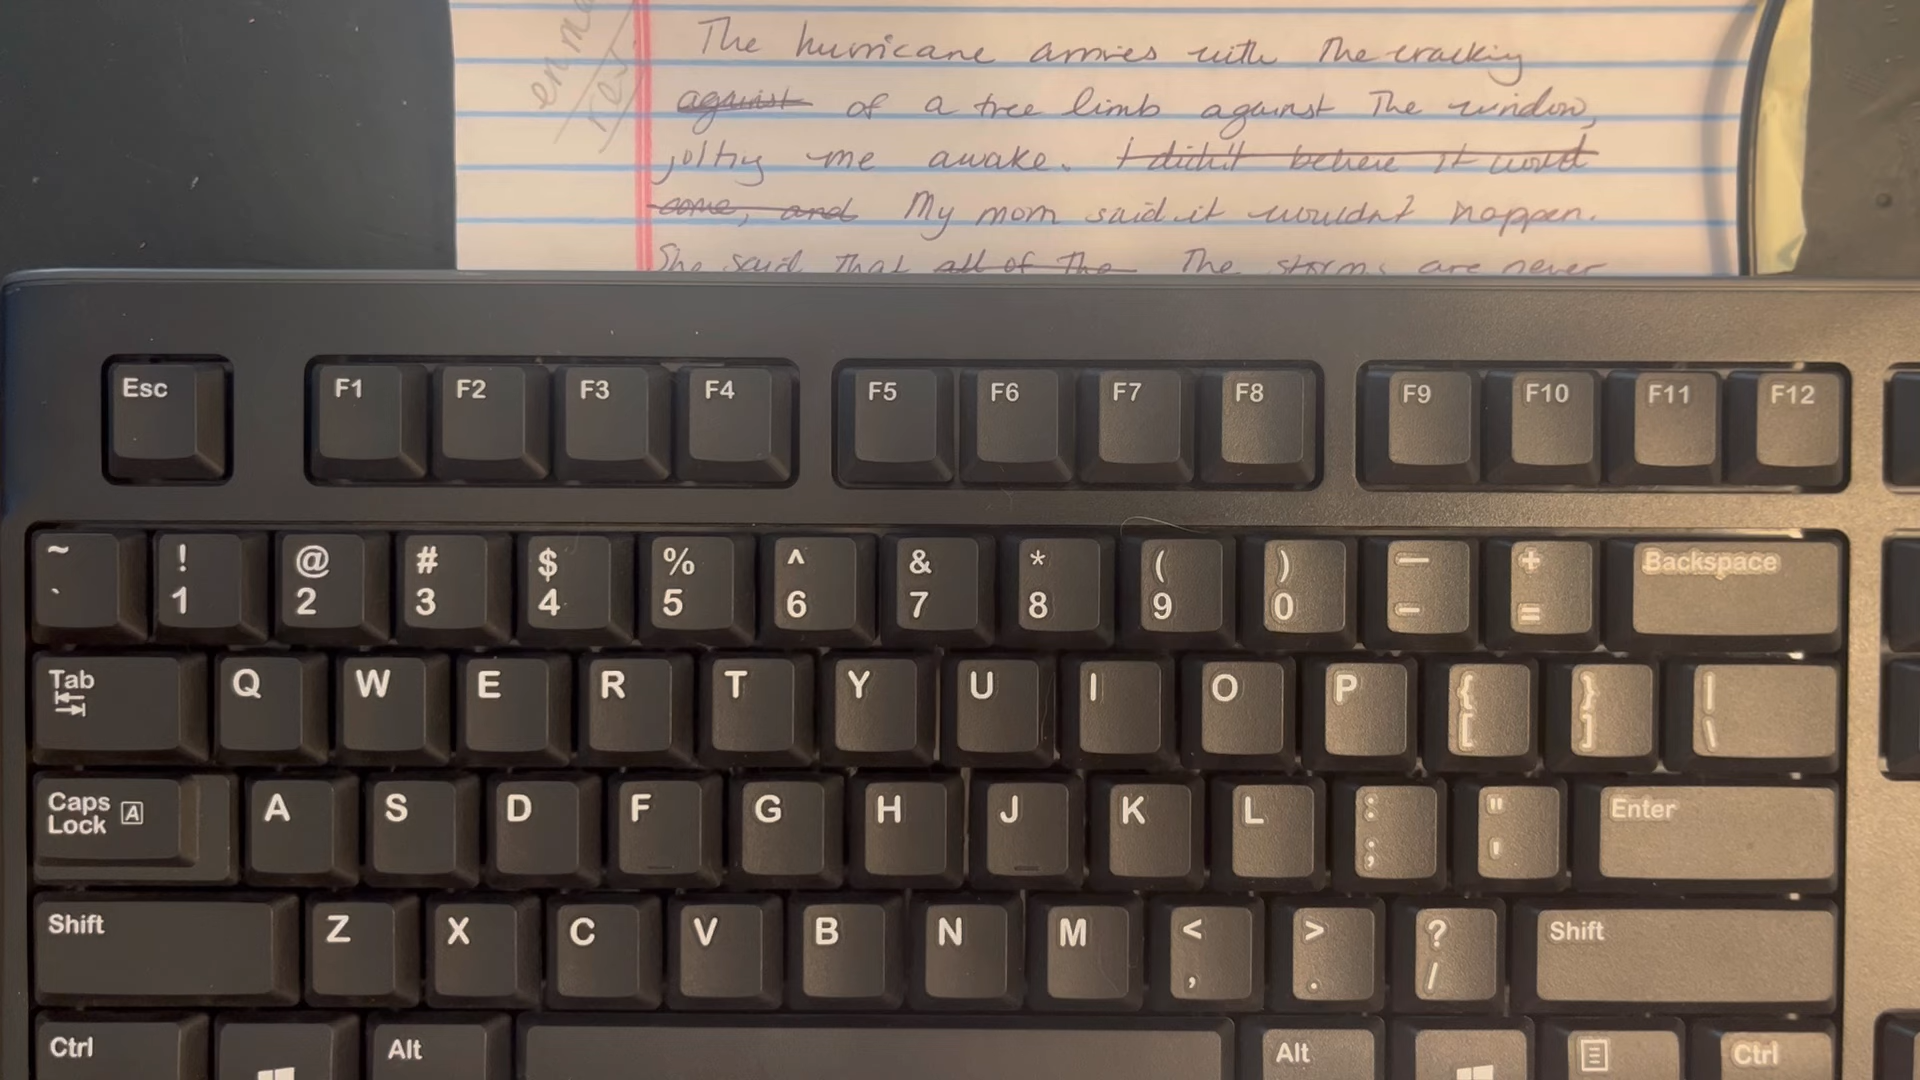 The hurricane arrives with the cracking
against of a tree limb against the window,
jolting me awake. I didn't believe it would
come, and My mom said it wouldn't happen.
She said that all of the The storms are never
Esc F1 F2 F3 F4 F5 F6 F7 F8 F9 F10 F11 F12
~ ! @ # $ % ^ & * ( ) — +
` 1 2 3 4 5 6 7 8 9 0 - = Backspace
Tab Q W E R T Y U I O P { } |
[ ] \
Caps Lock A A S D F G H J K L : " Enter
; '
Shift Z X C V B N M < > ? Shift
, . /
Ctrl Alt Alt Ctrl